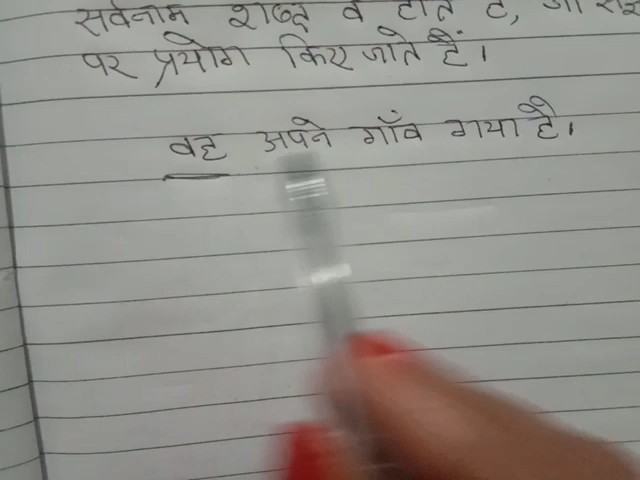 सर्वनाम शब्द वे होते हैं, जो
पर प्रयोग किए जाते हैं।
वह अपने गाँव गया है।